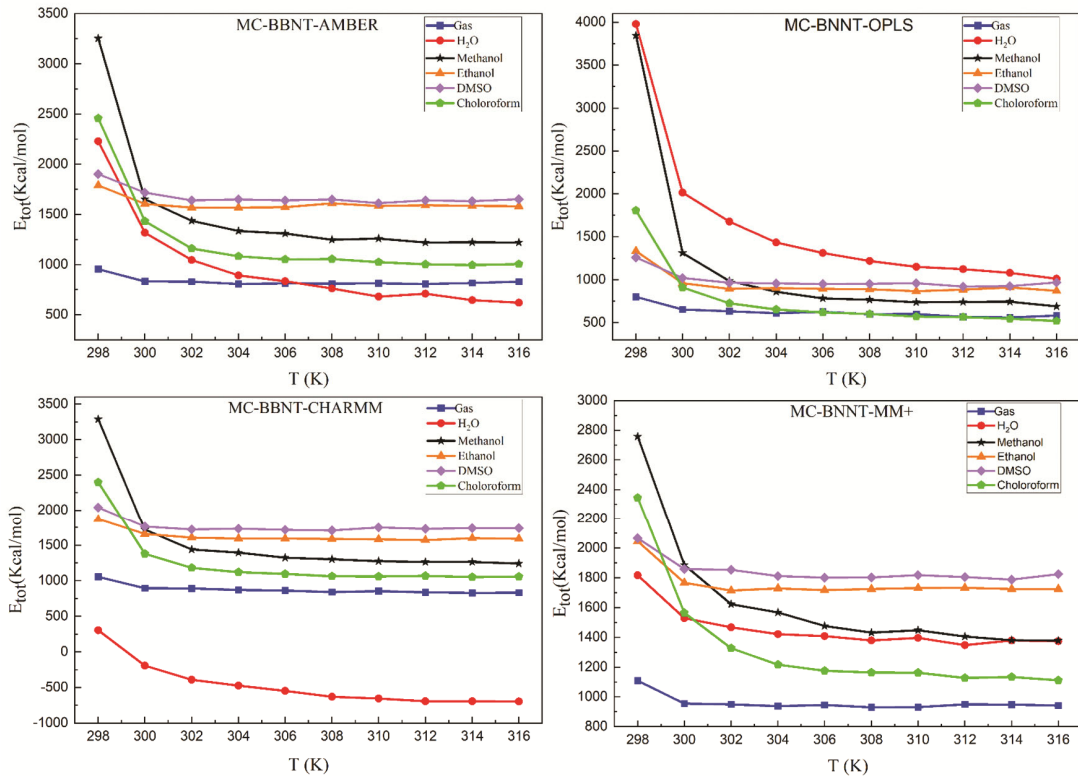 MC-BBNT-AMBER
Gas
H₂O
Methanol
Ethanol
DMSO
Choloroform
3500
3000
2500
2000
1500
1000
500
E_tot(Kcal/mol)
298 300 302 304 306 308 310 312 314 316
T (K)
MC-BNNT-OPLS
Gas
H₂O
Methanol
Ethanol
DMSO
Choloroform
4000
3500
3000
2500
2000
1500
1000
500
E_tot(Kcal/mol)
298 300 302 304 306 308 310 312 314 316
T (K)
MC-BBNT-CHARMM
Gas
H₂O
Methanol
Ethanol
DMSO
Choloroform
3500
3000
2500
2000
1500
1000
500
0
-500
-1000
E_tot(Kcal/mol)
298 300 302 304 306 308 310 312 314 316
T (K)
MC-BNNT-MM+
Gas
H₂O
Methanol
Ethanol
DMSO
Choloroform
3000
2800
2600
2400
2200
2000
1800
1600
1400
1200
1000
800
E_tot(Kcal/mol)
298 300 302 304 306 308 310 312 314 316
T (K)